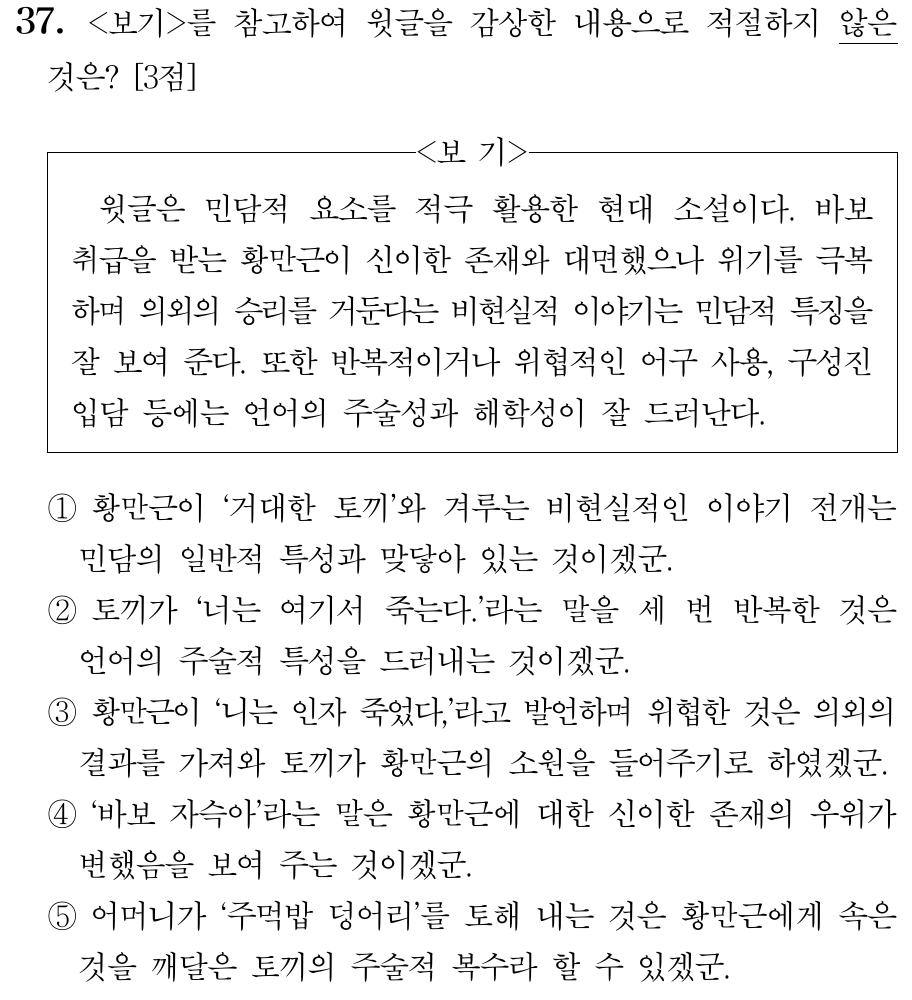 37. <보기>를 참고하여 윗글을 감상한 내용으로 적절하지 않은
것은? [3점]
<보 기>
윗글은 민담적 요소를 적극 활용한 현대 소설이다. 바보
취급을 받는 황만근이 신이한 존재와 대면했으나 위기를 극복
하며 의외의 승리를 거둔다는 비현실적 이야기는 민담적 특징을
잘 보여 준다. 또한 반복적이거나 위협적인 어구 사용, 구성진
입담 등에는 언어의 주술성과 해학성이 잘 드러난다.
① 황만근이 ‘거대한 토끼’와 겨루는 비현실적인 이야기 전개는
민담의 일반적 특성과 맞닿아 있는 것이겠군.
② 토끼가 ‘너는 여기서 죽는다.’라는 말을 세 번 반복한 것은
언어의 주술적 특성을 드러내는 것이겠군.
③ 황만근이 ‘니는 인자 죽었다,’라고 발언하며 위협한 것은 의외의
결과를 가져와 토끼가 황만근의 소원을 들어주기로 하였겠군.
④ ‘바보 자슥아’라는 말은 황만근에 대한 신이한 존재의 우위가
변했음을 보여 주는 것이겠군.
⑤ 어머니가 ‘주먹밥 덩어리’를 토해 내는 것은 황만근에게 속은
것을 깨달은 토끼의 주술적 복수라 할 수 있겠군.